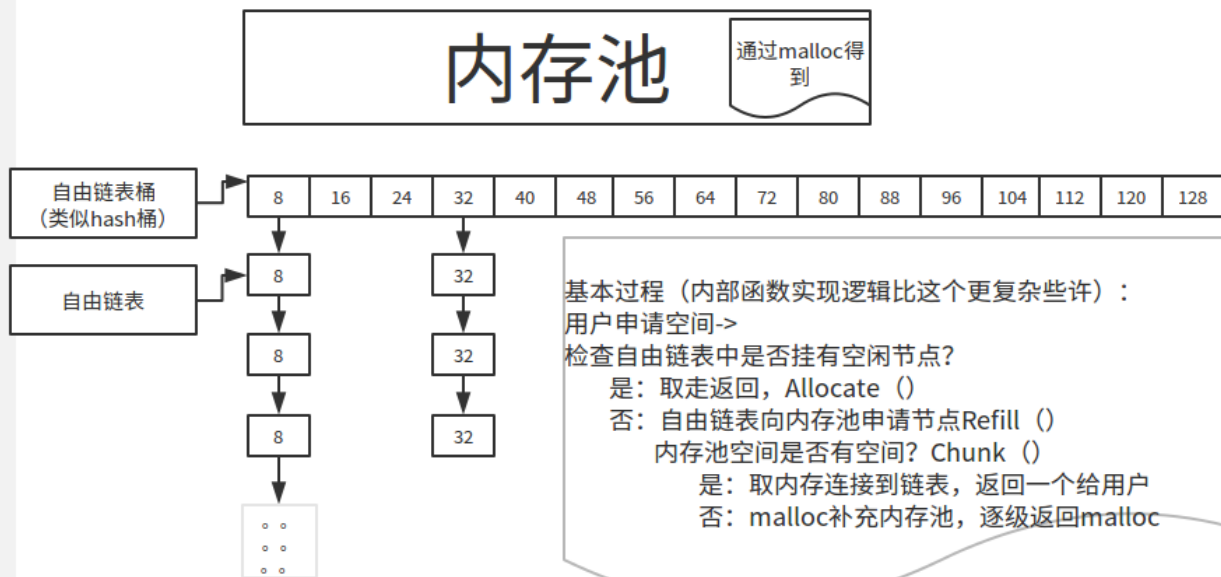 内存池
通过malloc得
到
自由链表桶
（类似hash桶）
8 16 24 32 40 48 56 64 72 80 88 96 104 112 120 128
自由链表
8 32
8 32
8 32
基本过程（内部函数实现逻辑比这个更复杂些许）：
用户申请空间->
检查自由链表中是否挂有空闲节点？
是：取走返回，Allocate（）
否：自由链表向内存池申请节点Refill（）
内存池空间是否有空间？Chunk（）
是：取内存连接到链表，返回一个给用户
否：malloc补充内存池，逐级返回malloc